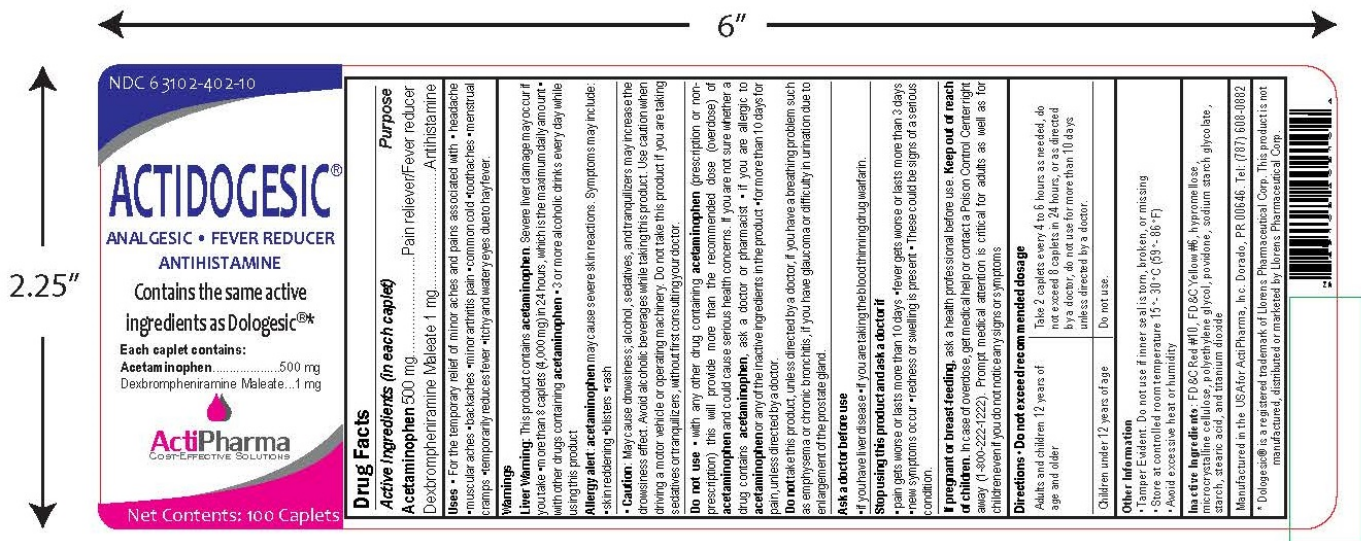 6"
2.25"
NDC 6 3102-402-10
ACTIDOGESIC®
ANALGESIC • FEVER REDUCER
ANTIHISTAMINE
Contains the same active
ingredients as Dologesic®*
Each caplet contains:
Acetaminophen......................500 mg
Dexbrompheniramine Maleate...1 mg
ActiPharma
COST-EFFECTIVE SOLUTIONS
Net Contents: 100 Caplets
Drug Facts
Active Ingredients (in each caplet) Purpose
Acetaminophen 500 mg..............Pain reliever/Fever reducer
Dexbrompheniramine Maleate 1 mg.......................Antihistamine
Uses • For the temporary relief of minor aches and pains associated with • headache
• muscular aches • backaches • minor arthritis pain • common cold • toothaches • menstrual
cramps • temporarily reduces fever • itchy and watery eyes due to hay fever.
Warnings
Liver Warning: This product contains acetaminophen. Severe liver damage may occur if
you take • more than 8 caplets (4,000 mg) in 24 hours, which is the maximum daily amount •
with other drugs containing acetaminophen • 3 or more alcoholic drinks every day while
using this product
Allergy alert: acetaminophen may cause severe skin reactions. Symptoms may include:
• skin reddening • blisters • rash
• Caution: May cause drowsiness; alcohol, sedatives, and tranquilizers may increase the
drowsiness effect. Avoid alcoholic beverages while taking this product. Use caution when
driving a motor vehicle or operating machinery. Do not take this product if you are taking
sedatives or tranquilizers, without first consulting your doctor.
Do not use • with any other drug containing acetaminophen (prescription or non-
prescription) this will provide more than the recommended dose (overdose) of
acetaminophen and could cause serious health concerns. If you are not sure whether a
drug contains acetaminophen, ask a doctor or pharmacist • if you are allergic to
acetaminophen or any of the inactive ingredients in the product • for more than 10 days for
pain, unless directed by a doctor.
Do not take this product, unless directed by a doctor, if you have a breathing problem such
as emphysema or chronic bronchitis, if you have glaucoma or difficulty in urination due to
enlargement of the prostate gland.
Ask a doctor before use
• if you have liver disease • if you are taking the blood thinning drug warfarin.
Stop using this product and ask a doctor if
• pain gets worse or lasts more than 10 days • fever gets worse or lasts more than 3 days
• new symptoms occur • redness or swelling is present • These could be signs of a serious
condition.
If pregnant or breast-feeding, ask a health professional before use. Keep out of reach
of children. In case of overdose, get medical help or contact a Poison Control Center right
away (1-800-222-1222). Prompt medical attention is critical for adults as well as for
children even if you do not notice any signs or symptoms
Directions • Do not exceed recommended dosage
Adults and children 12 years of
age and older
Take 2 caplets every 4 to 6 hours as needed, do
not exceed 8 caplets in 24 hours, or as directed
by a doctor, do not use for more than 10 days
unless directed by a doctor.
Children under 12 years of age
Do not use.
Other Information
• Tamper Evident. Do not use if inner seal is torn, broken, or missing
• Store at controlled room temperature 15°- 30°C (59°- 86°F)
• Avoid excessive heat or humidity
Inactive Ingredients: FD&C Red #10, FD&C Yellow #6, hypromellose,
microcrystalline cellulose, polyethylene glycol, povidone, sodium starch glycolate,
starch, stearic acid, and titanium dioxide
Manufactured in the USA for ActiPharma, Inc. Dorado, PR 00646. Tel: (787) 608-0882
* Dologesic® is a registered trademark of Llorens Pharmaceutical Corp. This product is not
manufactured, distributed or marketed by Llorens Pharmaceutical Corp.